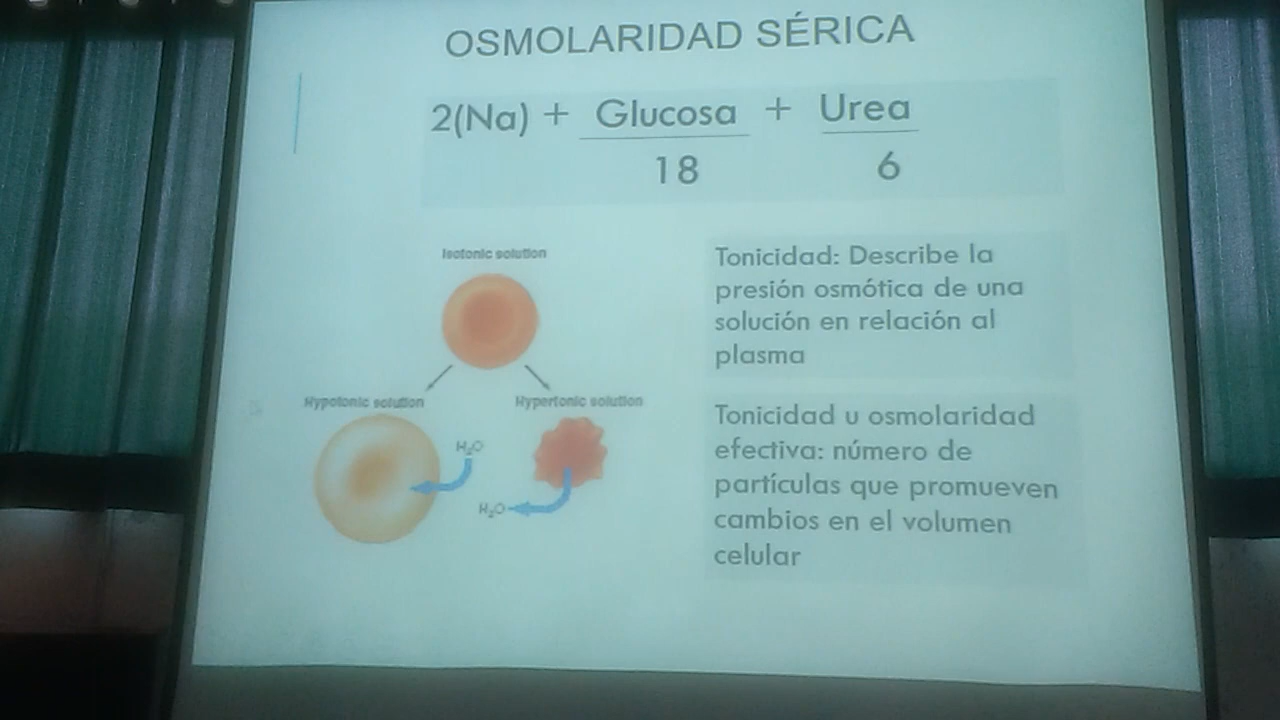 OSMOLARIDAD SÉRICA
2(Na) + Glucosa + Urea
18 6
Isotonic solution
Hypotonic solution
Hypertonic solution
H₂O
H₂O
Tonicidad: Describe la
presión osmótica de una
solución en relación al
plasma
Tonicidad u osmolaridad
efectiva: número de
partículas que promueven
cambios en el volumen
celular